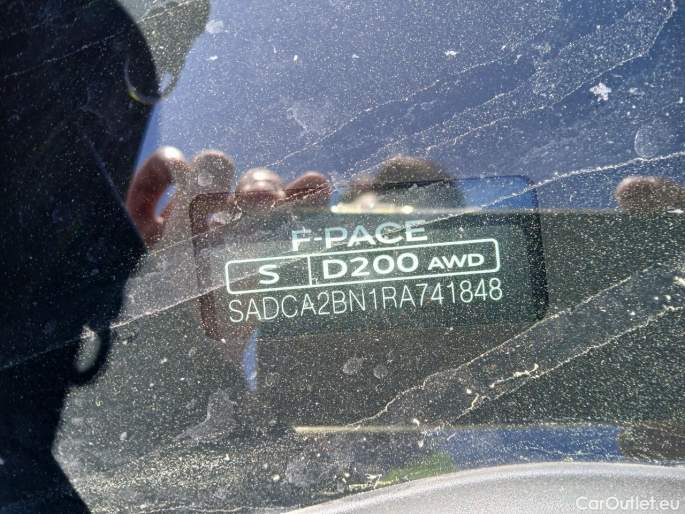 F-PACE
S D200 AWD
SADCA2BN1RA741848
CarOutlet.eu